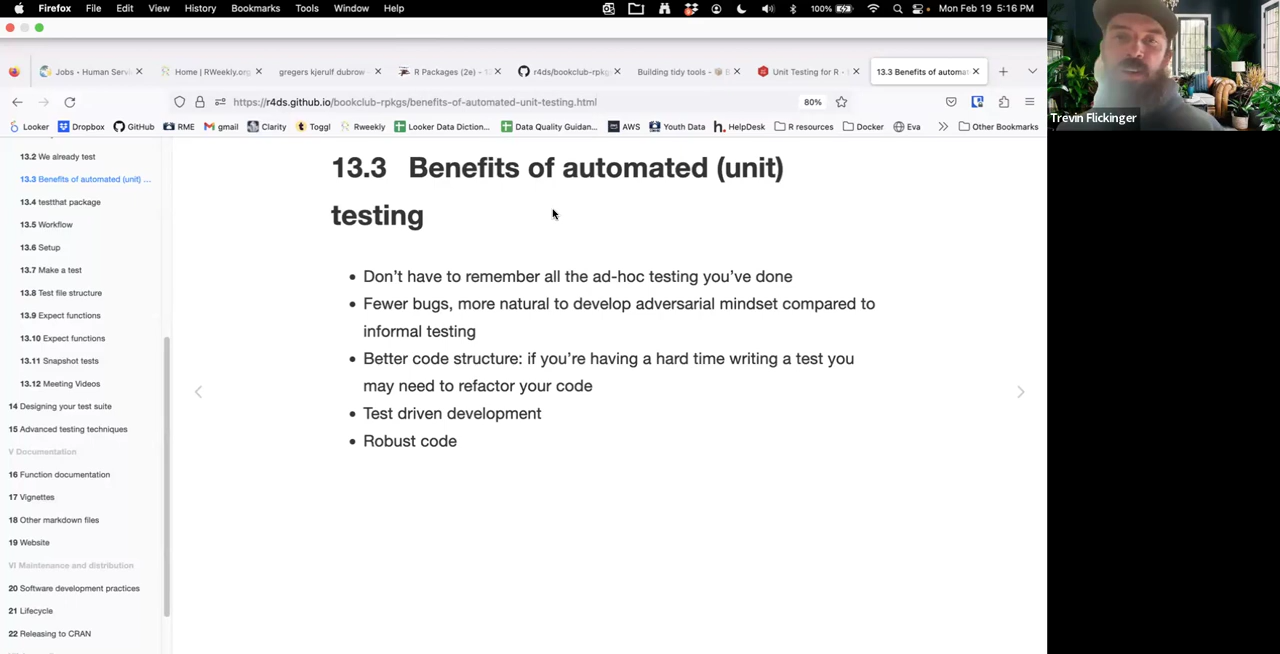 Firefox File Edit View History Bookmarks Tools Window Help 100% Mon Feb 19 5:16 PM
Jobs - Human Serv Home | RWeekly.org gregers kjerulf dubrow R Packages (2e) - 1 r4ds/bookclub-rpkg Building tidy tools - Unit Testing for R - 13.3 Benefits of automat
https://r4ds.github.io/bookclub-rpkgs/benefits-of-automated-unit-testing.html 80%
Looker Dropbox GitHub RME gmail Clarity Toggl Rweekly Looker Data Diction... Data Quality Guidan... AWS Youth Data HelpDesk R resources Docker Eva Other Bookmarks
Trevin Flickinger
13.2 We already test
13.3 Benefits of automated (unit) ...
13.4 testthat package
13.5 Workflow
13.6 Setup
13.7 Make a test
13.8 Test file structure
13.9 Expect functions
13.10 Expect functions
13.11 Snapshot tests
13.12 Meeting Videos
14 Designing your test suite
15 Advanced testing techniques
V Documentation
16 Function documentation
17 Vignettes
18 Other markdown files
19 Website
VI Maintenance and distribution
20 Software development practices
21 Lifecycle
22 Releasing to CRAN
13.3 Benefits of automated (unit)
testing
• Don't have to remember all the ad-hoc testing you've done
• Fewer bugs, more natural to develop adversarial mindset compared to
informal testing
• Better code structure: if you're having a hard time writing a test you
may need to refactor your code
• Test driven development
• Robust code